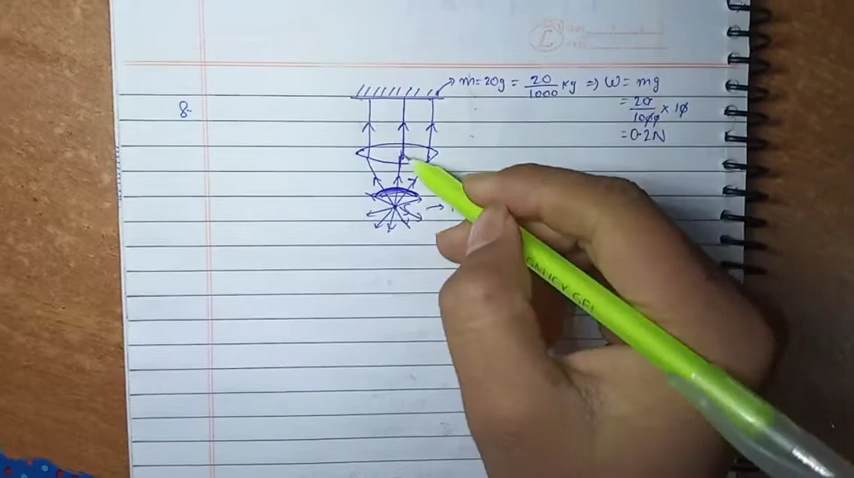 8.
m=20g = 20/1000 kg ⇒ W = mg
= 20/1000 x 10
= 0.2N